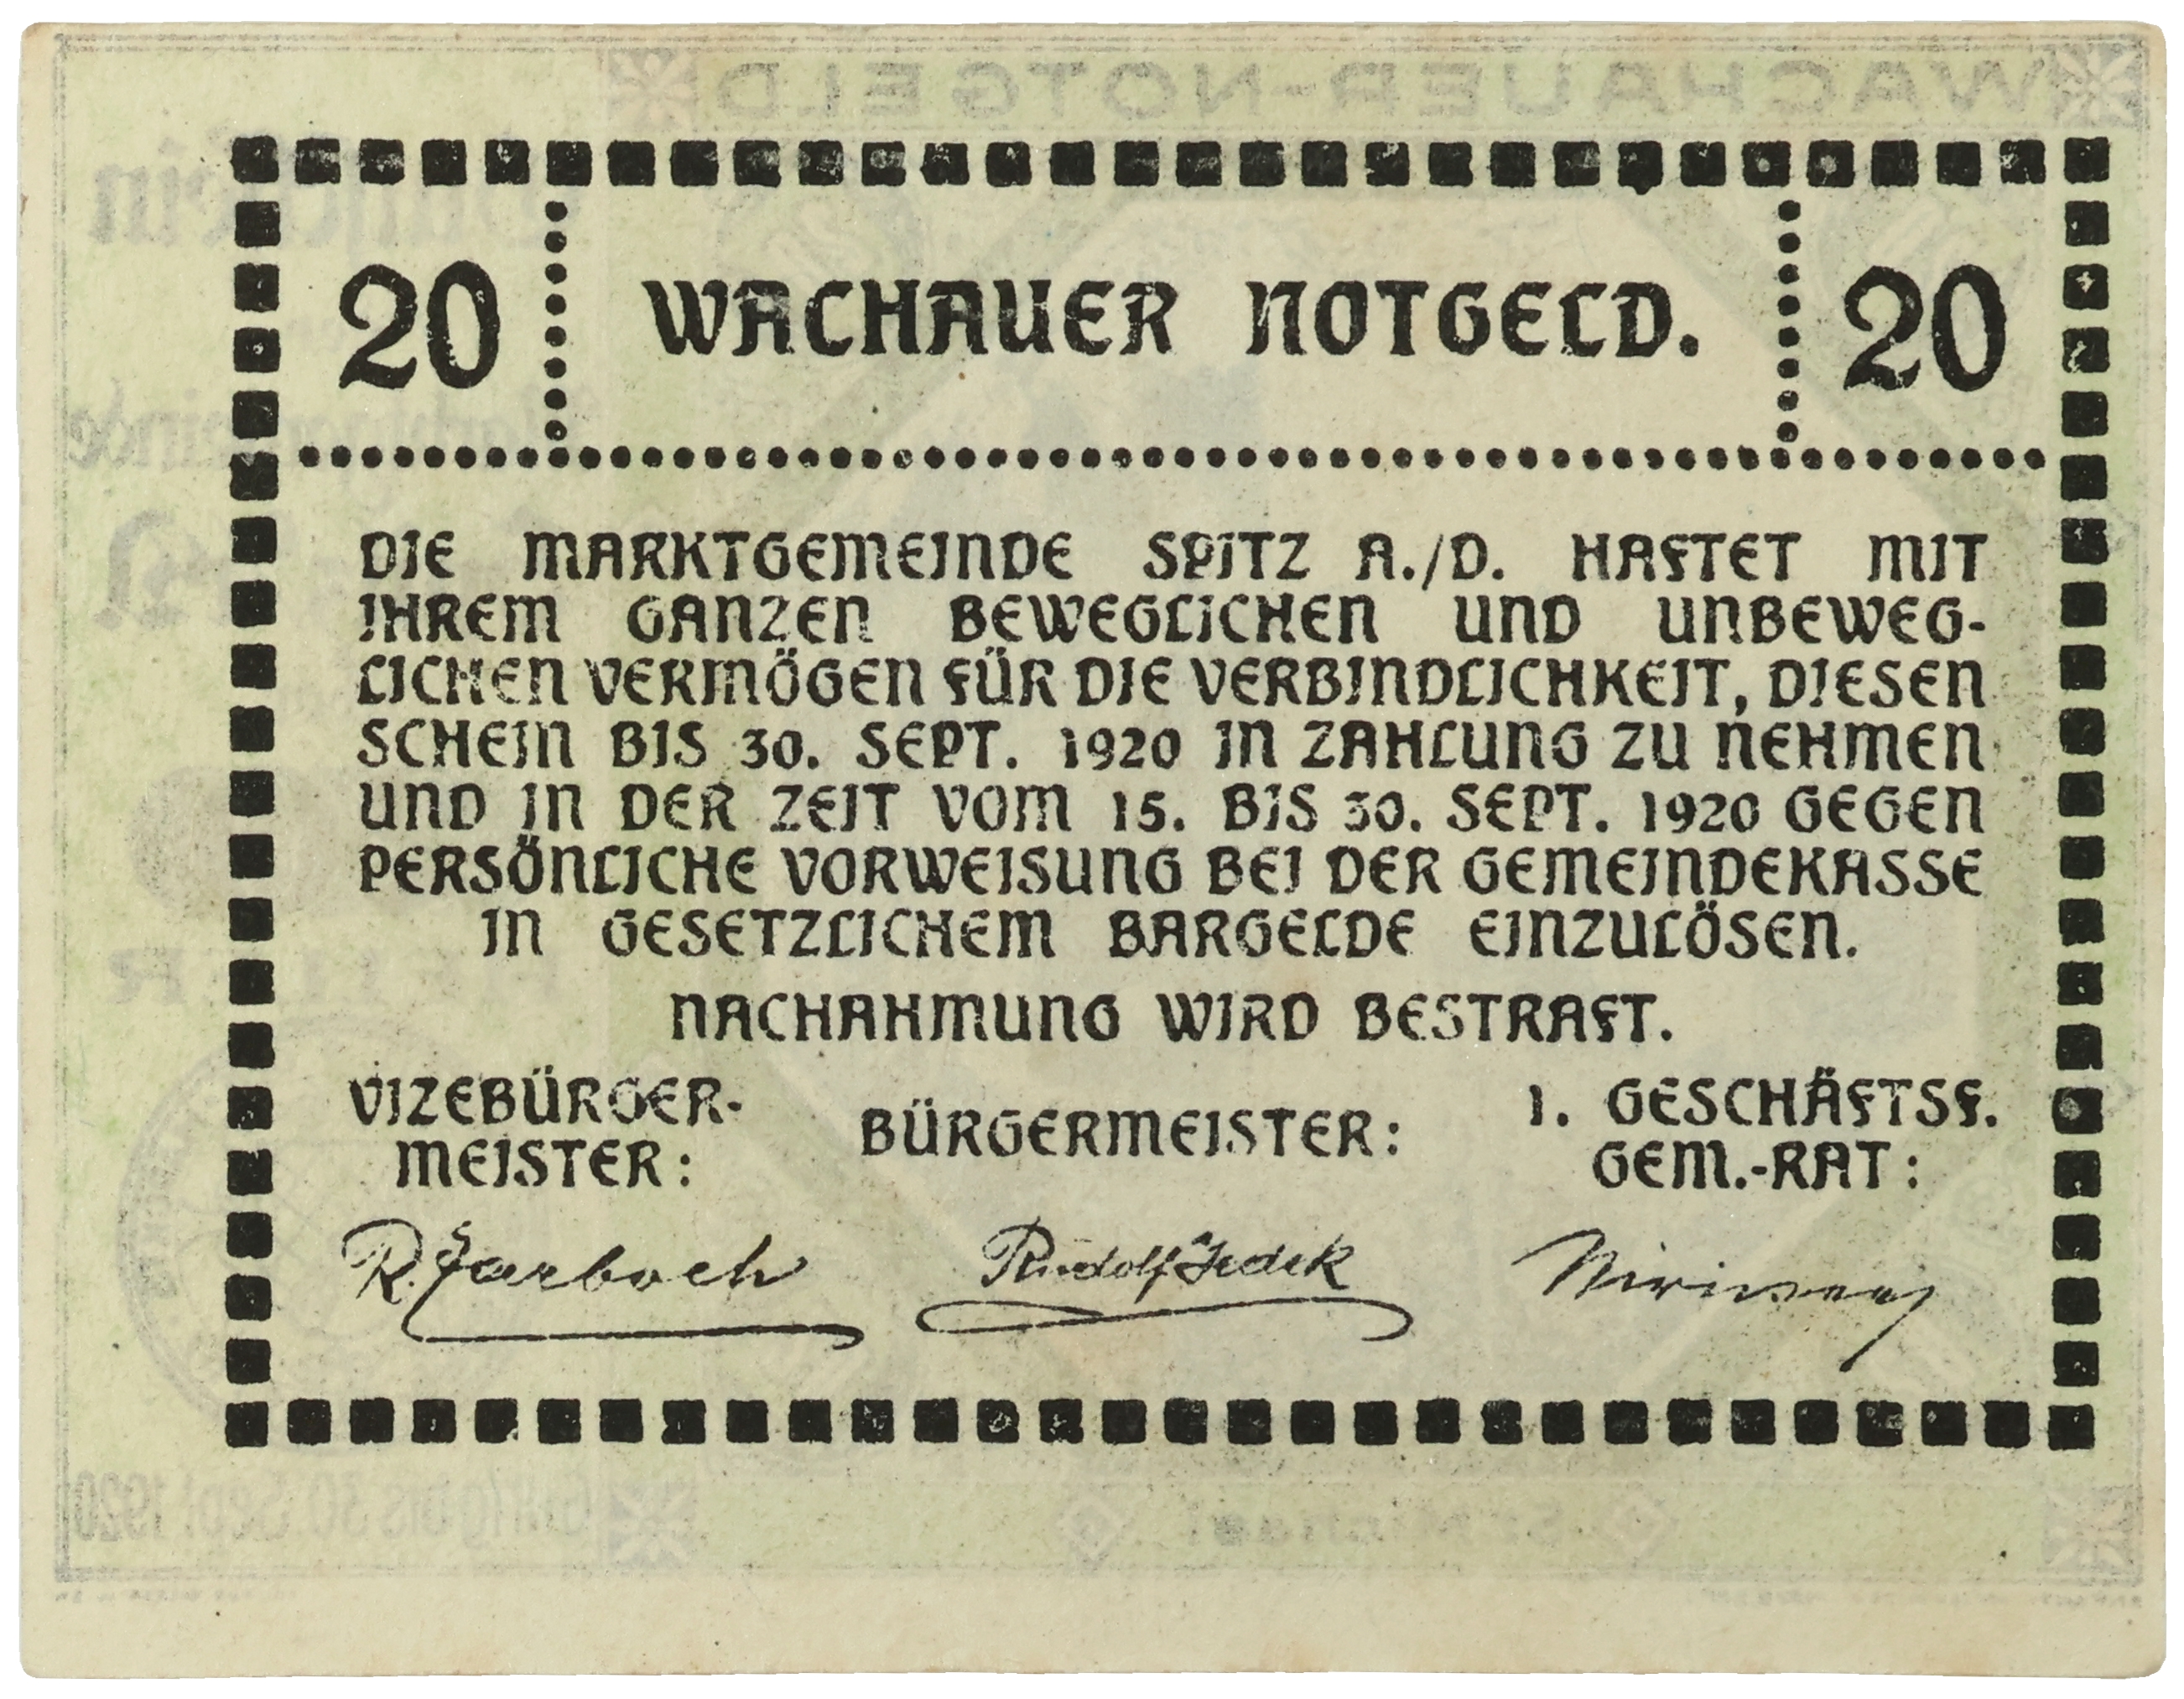 20 WACHAUER NOTGELD. 20
DIE MARKTGEMEINDE SPITZ A./D. HAFTET MIT
IHREM GANZEN BEWEGLICHEN UND UNBEWEG-
LICHEN VERMÖGEN FÜR DIE VERBINDLICHKEIT, DIESEN
SCHEIN BIS 30. SEPT. 1920 IN ZAHLUNG ZU NEHMEN
UND IN DER ZEIT VOM 15. BIS 30. SEPT. 1920 GEGEN
PERSÖNLICHE VORWEISUNG BEI DER GEMEINDEKASSE
IN GESETZLICHEM BARGELDE EINZULÖSEN.
NACHAHMUNG WIRD BESTRAFT.
VIZEBÜRGER-
MEISTER:
BÜRGERMEISTER:
1. GESCHÄFTSF.
GEM.-RAT:
R.
Rudolf